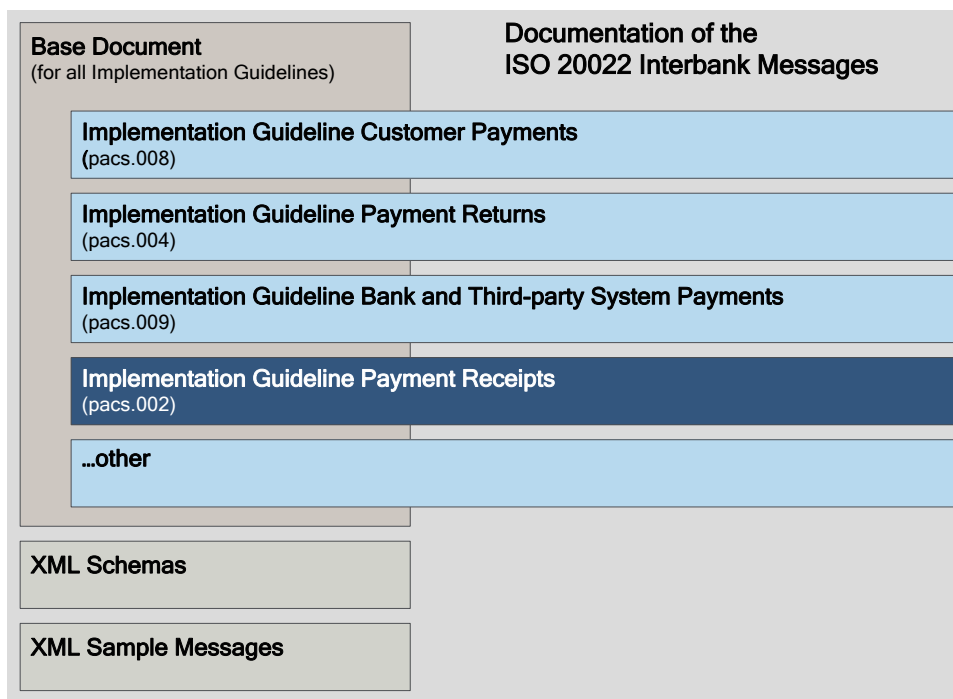 Base Document
(for all Implementation Guidelines)
Documentation of the
ISO 20022 Interbank Messages
Implementation Guideline Customer Payments
(pacs.008)
Implementation Guideline Payment Returns
(pacs.004)
Implementation Guideline Bank and Third-party System Payments
(pacs.009)
Implementation Guideline Payment Receipts
(pacs.002)
...other
XML Schemas
XML Sample Messages